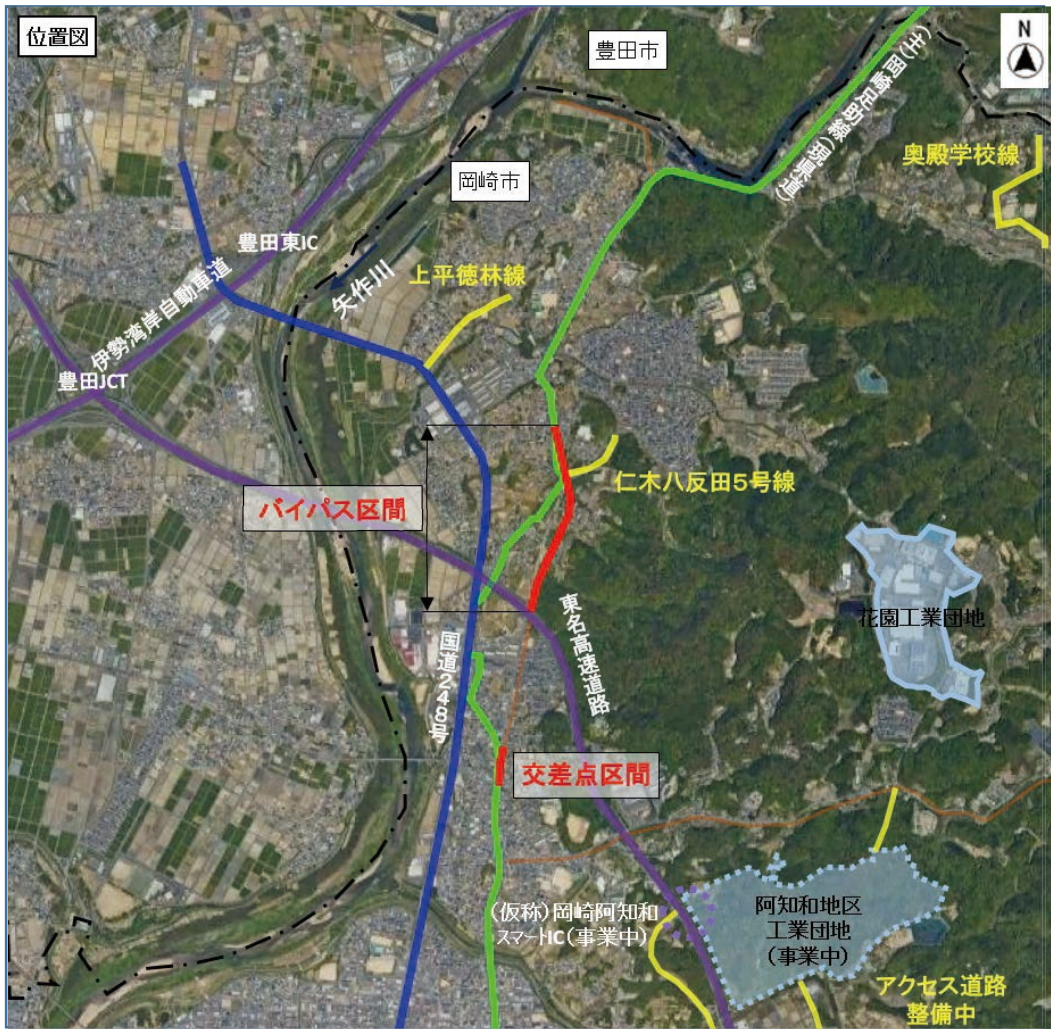 位置図
N
豊田市
(主)岡崎足助線(現県道)
奥殿学校線
岡崎市
豊田東IC
矢作川
上平徳林線
伊勢湾岸自動車道
豊田JCT
仁木八反田5号線
バイパス区間
花園工業団地
東名高速道路
国道248号
交差点区間
(仮称)岡崎阿知和
スマートIC(事業中)
阿知和地区
工業団地
(事業中)
アクセス道路
整備中